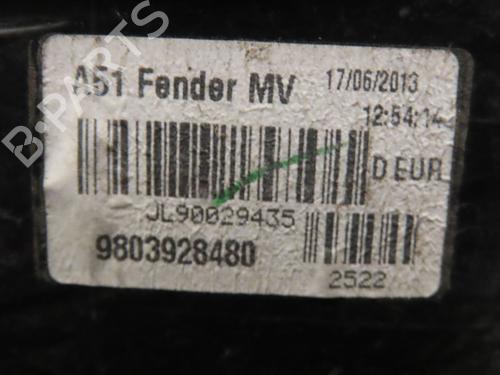 A51 Fender MV 17/06/2013
12:54:14
D EUR
JL90029435
9803928480
2522
B-PARTS